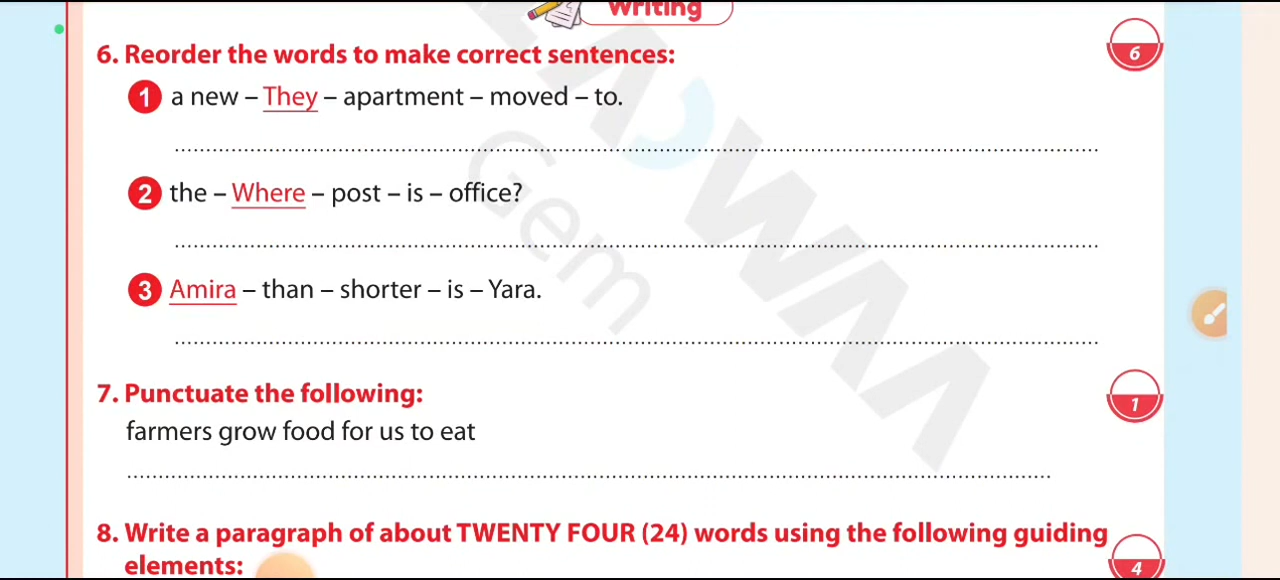 Writing
6. Reorder the words to make correct sentences:
6
1 a new – They – apartment – moved – to.
2 the – Where – post – is – office?
3 Amira – than – shorter – is – Yara.
7. Punctuate the following:
1
farmers grow food for us to eat
8. Write a paragraph of about TWENTY FOUR (24) words using the following guiding
elements:
4
Gem